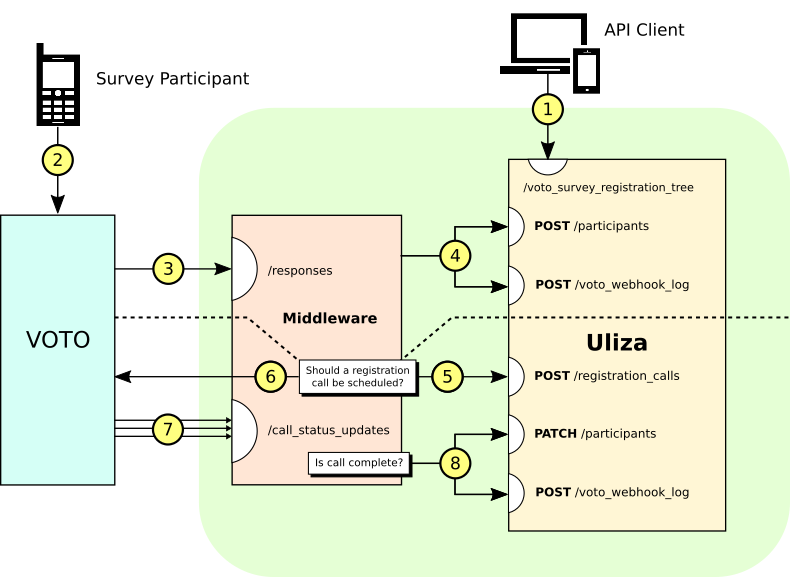 API Client
Survey Participant
1
2
/voto_survey_registration_tree
POST /participants
3
/responses
4
POST /voto_webhook_log
Middleware
VOTO
Uliza
Should a registration
call be scheduled?
6
5
POST /registration_calls
7
/call_status_updates
PATCH /participants
Is call complete?
8
POST /voto_webhook_log